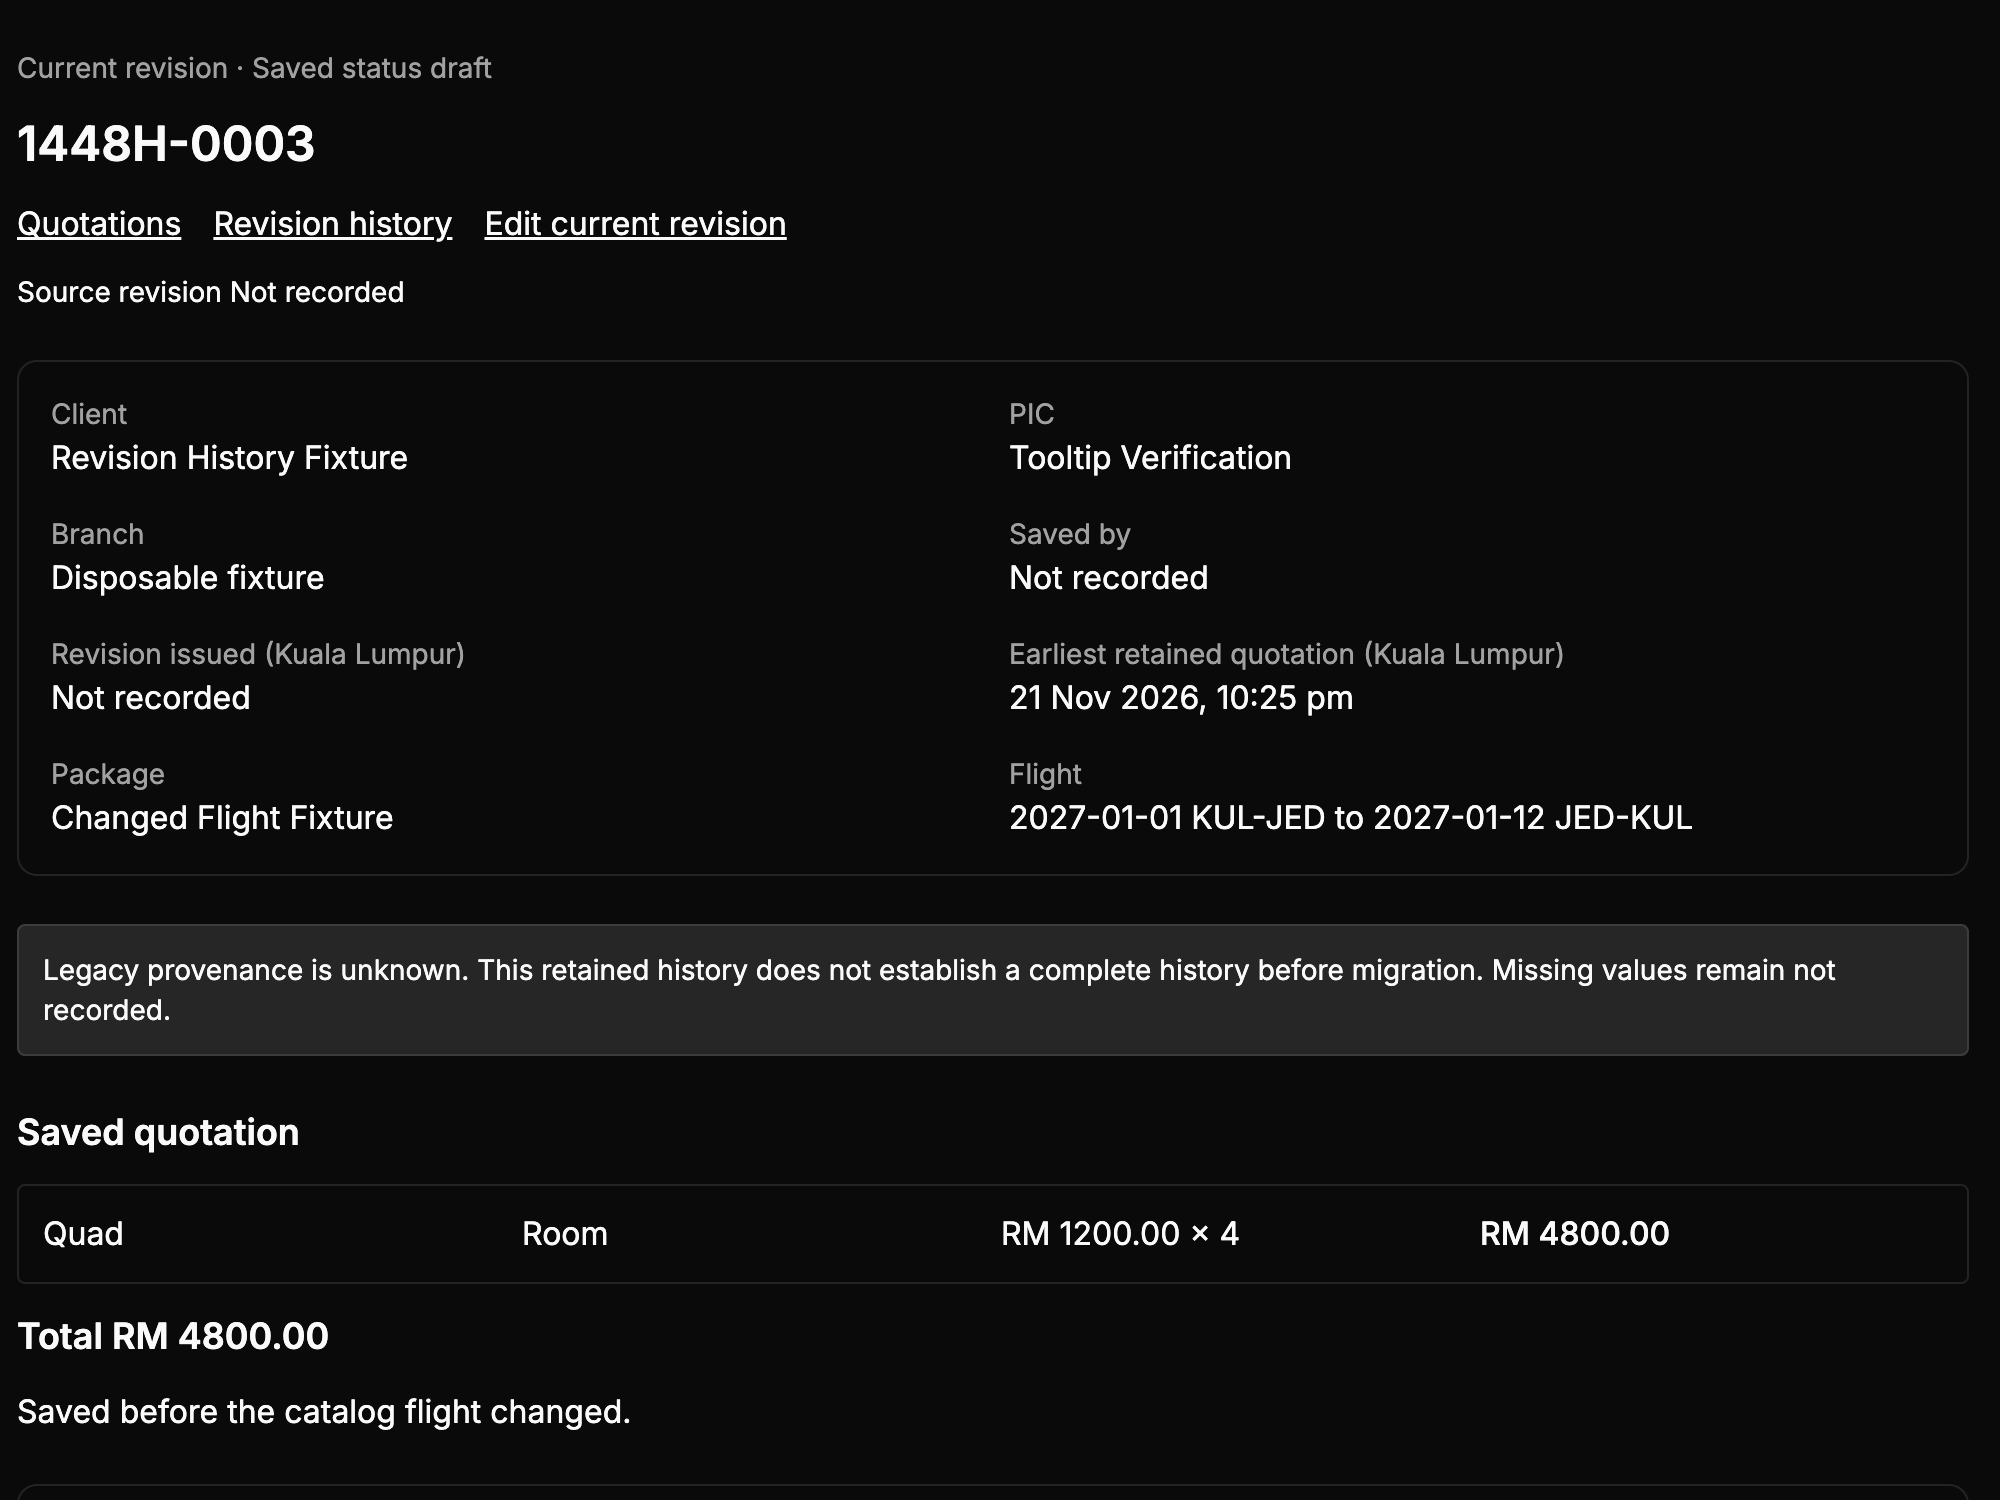 Current revision · Saved status draft
1448H-0003
Quotations Revision history Edit current revision
Source revision Not recorded
Client
Revision History Fixture
PIC
Tooltip Verification
Branch
Disposable fixture
Saved by
Not recorded
Revision issued (Kuala Lumpur)
Not recorded
Earliest retained quotation (Kuala Lumpur)
21 Nov 2026, 10:25 pm
Package
Changed Flight Fixture
Flight
2027-01-01 KUL-JED to 2027-01-12 JED-KUL
Legacy provenance is unknown. This retained history does not establish a complete history before migration. Missing values remain not
recorded.
Saved quotation
Quad Room RM 1200.00 × 4 RM 4800.00
Total RM 4800.00
Saved before the catalog flight changed.